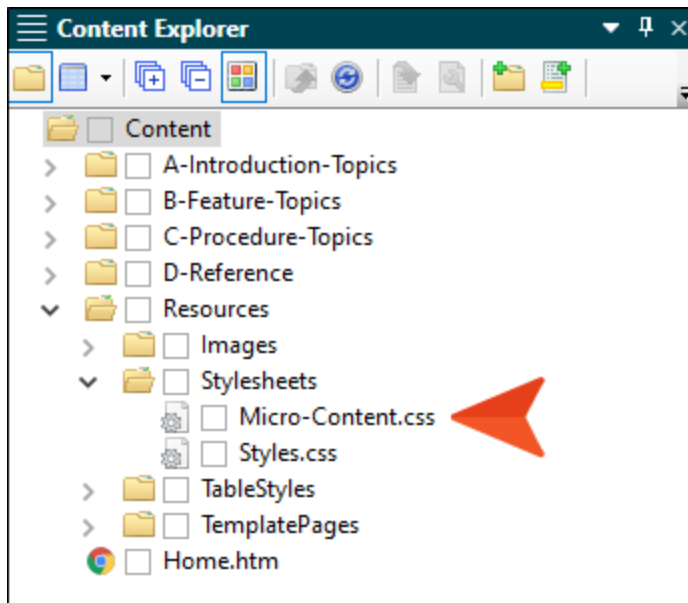 Content Explorer
Content
A-Introduction-Topics
B-Feature-Topics
C-Procedure-Topics
D-Reference
Resources
Images
Stylesheets
Micro-Content.css
Styles.css
TableStyles
TemplatePages
Home.htm